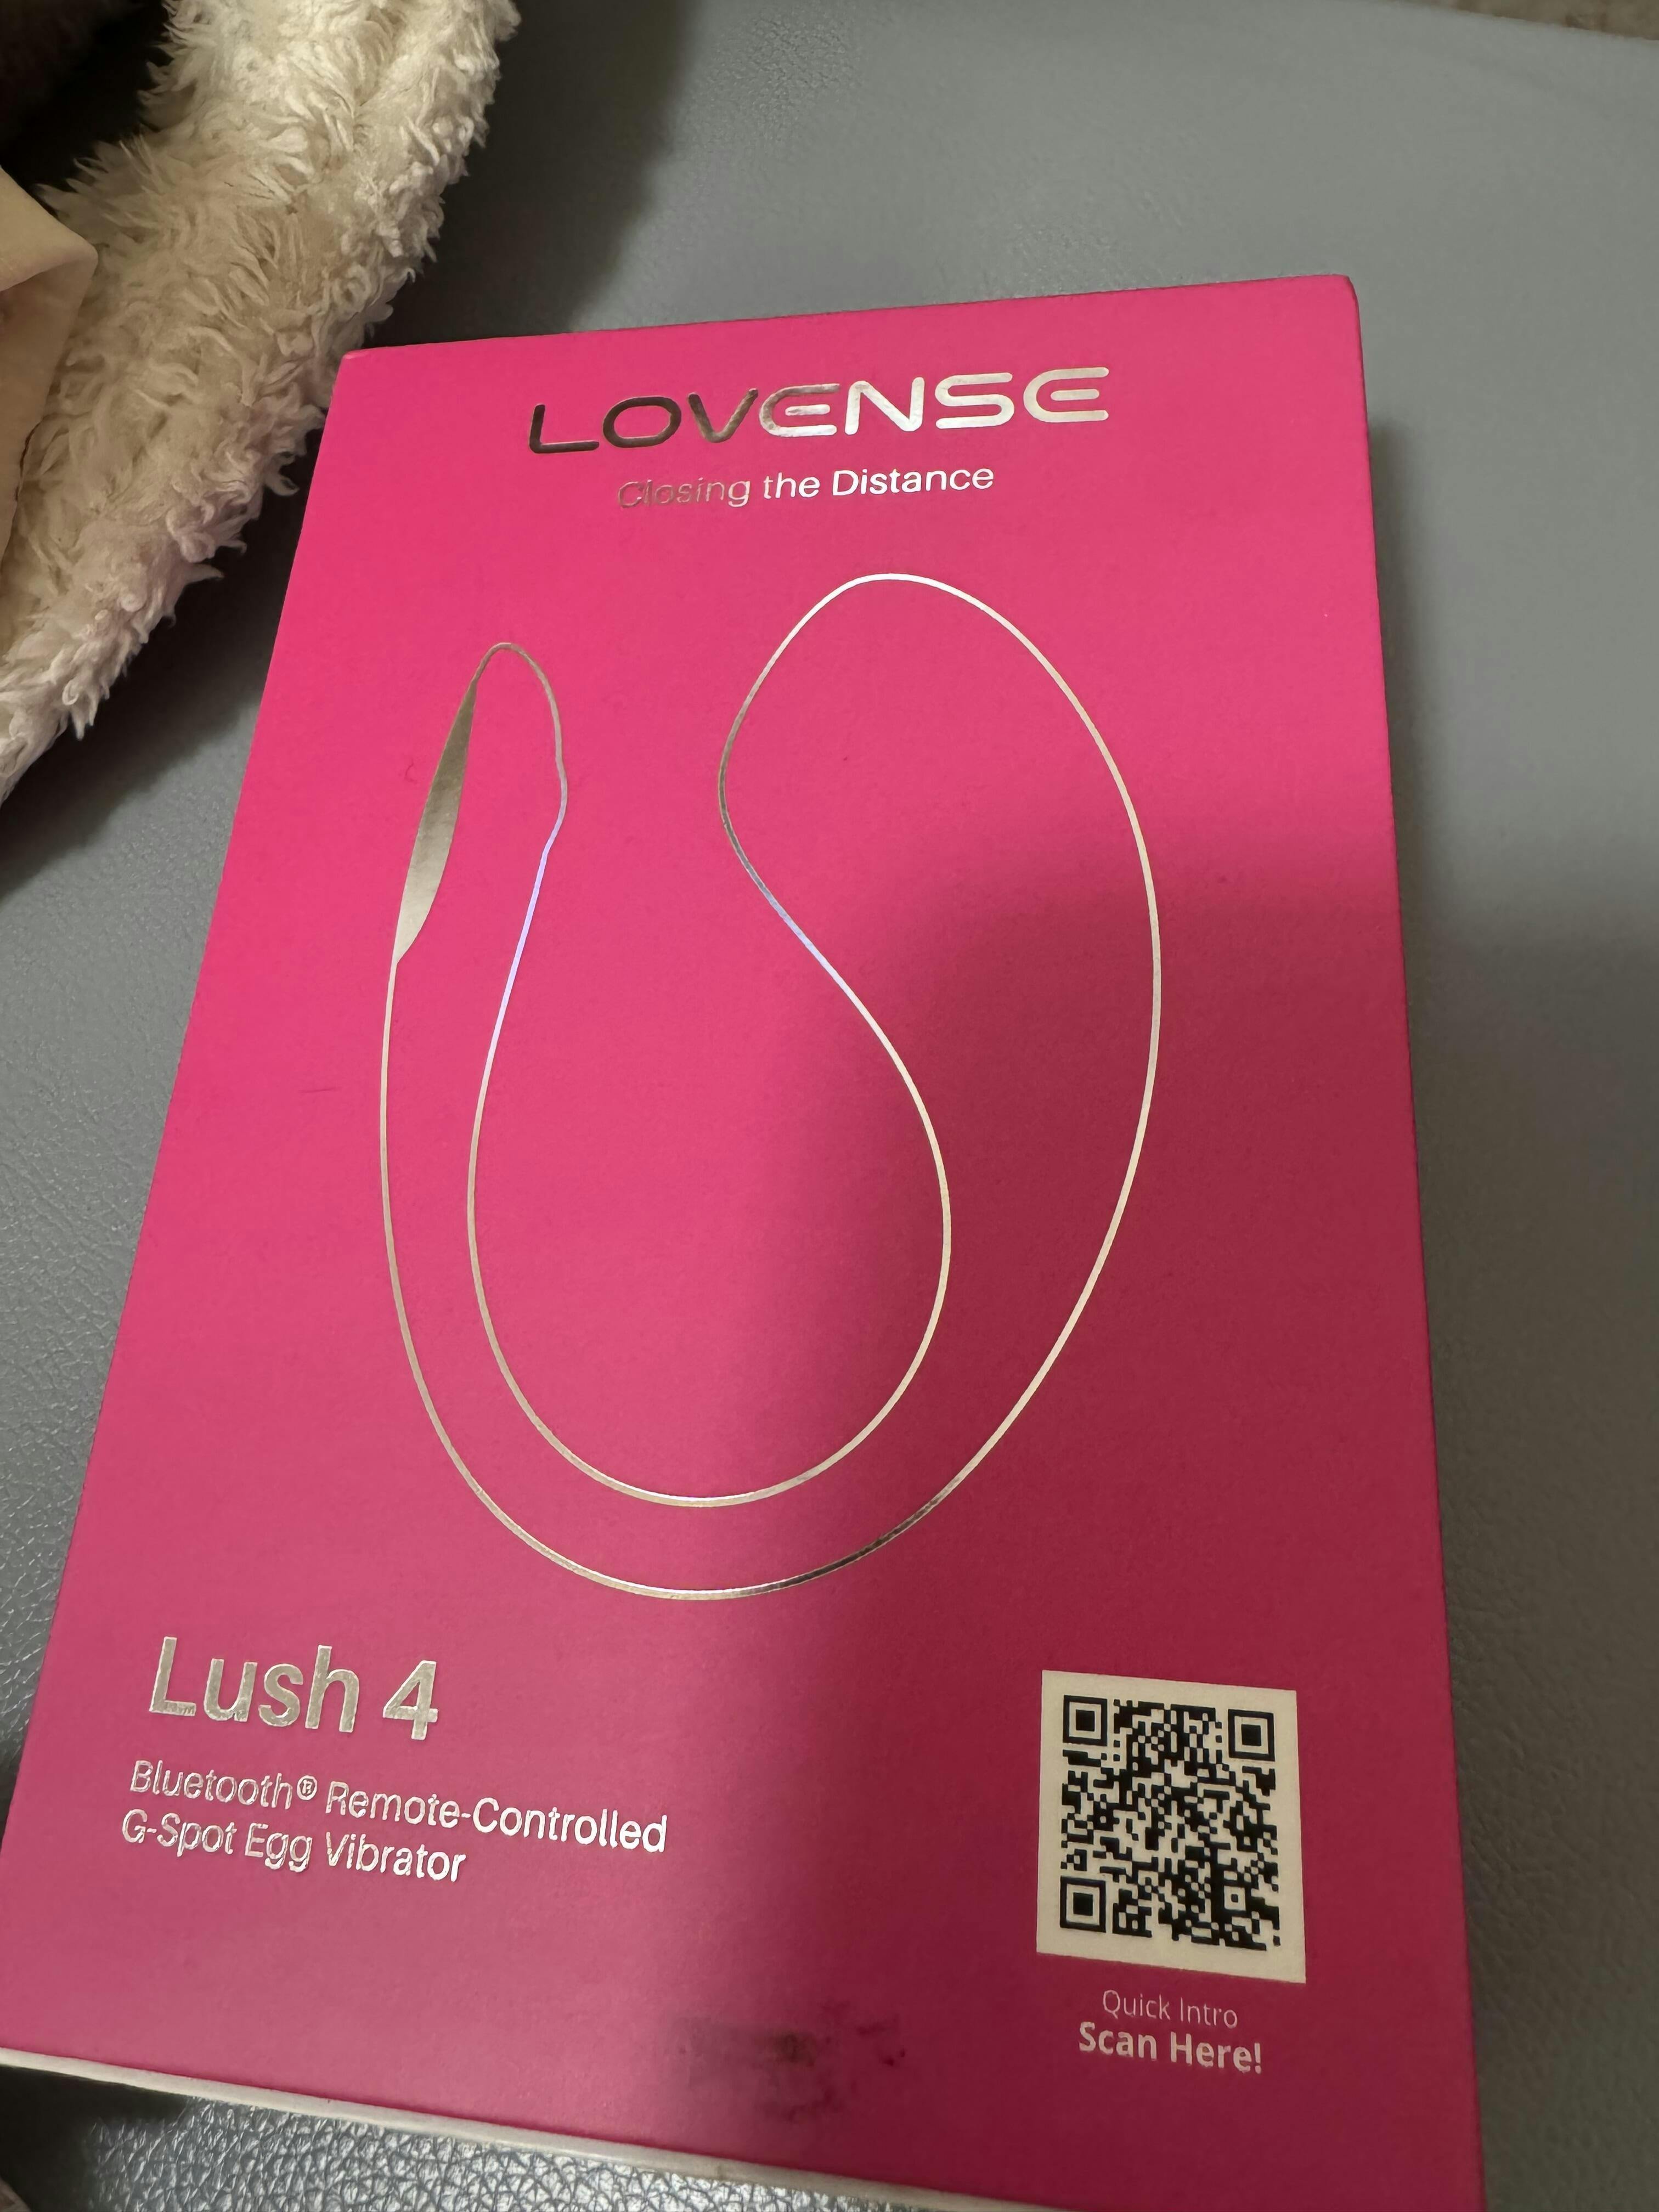 LOVENSE
Closing the Distance
Lush 4
Bluetooth® Remote-Controlled
G-Spot Egg Vibrator
Quick Intro
Scan Here!